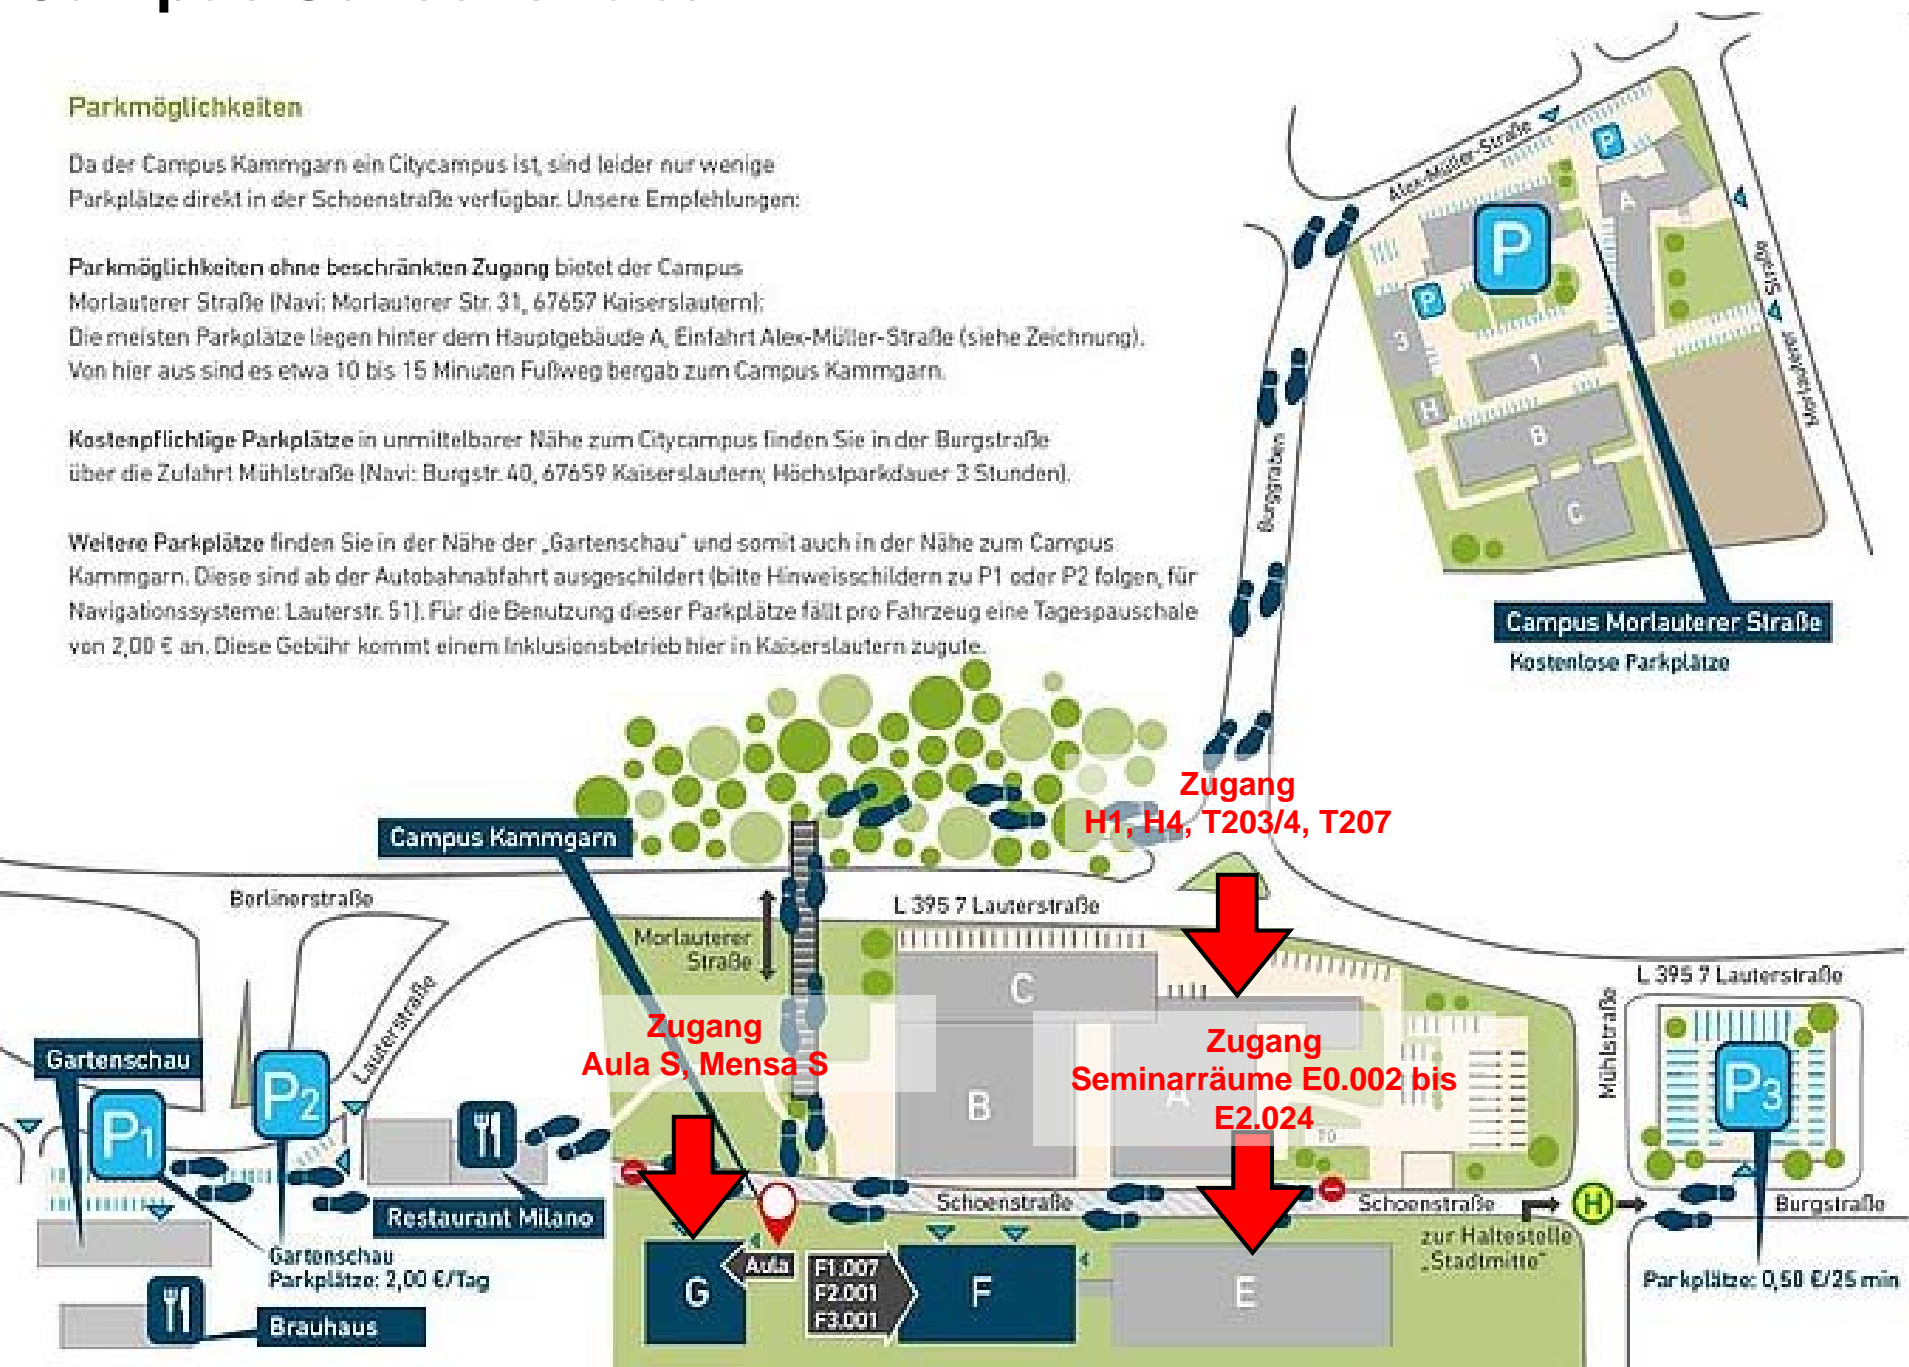 Parkmöglichkeiten
Da der Campus Kammgarn ein Citycampus ist, sind leider nur wenige
Parkplätze direkt in der Schoenstraße verfügbar. Unsere Empfehlungen:
Parkmöglichkeiten ohne beschränkten Zugang bietet der Campus
Morlauterer Straße (Navi: Morlauterer Str. 31, 67657 Kaiserslautern):
Die meisten Parkplätze liegen hinter dem Hauptgebäude A, Einfahrt Alex-Müller-Straße (siehe Zeichnung).
Von hier aus sind es etwa 10 bis 15 Minuten Fußweg bergab zum Campus Kammgarn.
Kostenpflichtige Parkplätze in unmittelbarer Nähe zum Citycampus finden Sie in der Burgstraße
über die Zufahrt Mühlstraße (Navi: Burgstr. 40, 67659 Kaiserslautern; Höchstparkdauer 3 Stunden).
Weitere Parkplätze finden Sie in der Nähe der „Gartenschau" und somit auch in der Nähe zum Campus
Kammgarn. Diese sind ab der Autobahnabfahrt ausgeschildert (bitte Hinweisschildern zu P1 oder P2 folgen, für
Navigationssysteme: Lauterstr. 51). Für die Benutzung dieser Parkplätze fällt pro Fahrzeug eine Tagespauschale
von 2,00 € an. Diese Gebühr kommt einem Inklusionsbetrieb hier in Kaiserslautern zugute.
Alex-Müller-Straße
P
A
P
P
Morlauterer Straße
1
H
B
C
Burggraben
Campus Morlauterer Straße
Kostenlose Parkplätze
Zugang
H1, H4, T203/4, T207
Campus Kammgarn
Berlinerstraße
L 395 7 Lauterstraße
Morlauterer
Straße
L 395 7 Lauterstraße
Lauterstraße
Mühlstraße
C
Zugang
Aula S, Mensa S
Zugang
Seminarräume E0.002 bis
E2.024
Gartenschau
P1
P2
P3
B
A
TO
Restaurant Milano
Schoenstraße
Schoenstraße
H
Burgstraße
zur Haltestelle
„Stadtmitte"
Gartenschau
Parkplätze: 2,00 €/Tag
Brauhaus
G
Aula
F1.007
F2.001
F3.001
F
E
Parkplätze: 0,50 €/25 min